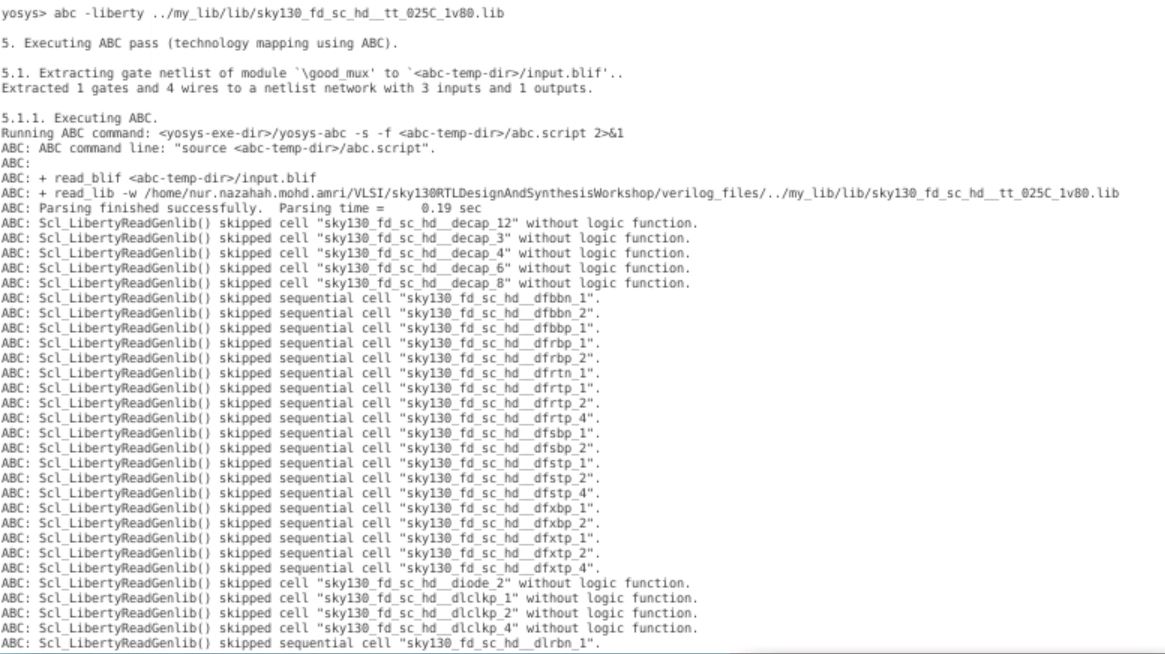 yosys> abc -liberty ../my_lib/lib/sky130_fd_sc_hd__tt_025C_1v80.lib
5. Executing ABC pass (technology mapping using ABC).
5.1. Extracting gate netlist of module `\good_mux' to `<abc-temp-dir>/input.blif'..
Extracted 1 gates and 4 wires to a netlist network with 3 inputs and 1 outputs.
5.1.1. Executing ABC.
Running ABC command: <yosys-exe-dir>/yosys-abc -s -f <abc-temp-dir>/abc.script 2>&1
ABC: ABC command line: "source <abc-temp-dir>/abc.script".
ABC:
ABC: + read_blif <abc-temp-dir>/input.blif
ABC: + read_lib -w /home/nur.nazahah.mohd.amri/VLSI/sky130RTLDesignAndSynthesisWorkshop/verilog_files/../my_lib/lib/sky130_fd_sc_hd__tt_025C_1v80.lib
ABC: Parsing finished successfully.  Parsing time =     0.19 sec
ABC: Scl_LibertyReadGenlib() skipped cell "sky130_fd_sc_hd__decap_12" without logic function.
ABC: Scl_LibertyReadGenlib() skipped cell "sky130_fd_sc_hd__decap_3" without logic function.
ABC: Scl_LibertyReadGenlib() skipped cell "sky130_fd_sc_hd__decap_4" without logic function.
ABC: Scl_LibertyReadGenlib() skipped cell "sky130_fd_sc_hd__decap_6" without logic function.
ABC: Scl_LibertyReadGenlib() skipped cell "sky130_fd_sc_hd__decap_8" without logic function.
ABC: Scl_LibertyReadGenlib() skipped sequential cell "sky130_fd_sc_hd__dfbbn_1".
ABC: Scl_LibertyReadGenlib() skipped sequential cell "sky130_fd_sc_hd__dfbbn_2".
ABC: Scl_LibertyReadGenlib() skipped sequential cell "sky130_fd_sc_hd__dfbbp_1".
ABC: Scl_LibertyReadGenlib() skipped sequential cell "sky130_fd_sc_hd__dfrbp_1".
ABC: Scl_LibertyReadGenlib() skipped sequential cell "sky130_fd_sc_hd__dfrbp_2".
ABC: Scl_LibertyReadGenlib() skipped sequential cell "sky130_fd_sc_hd__dfrtn_1".
ABC: Scl_LibertyReadGenlib() skipped sequential cell "sky130_fd_sc_hd__dfrtp_1".
ABC: Scl_LibertyReadGenlib() skipped sequential cell "sky130_fd_sc_hd__dfrtp_2".
ABC: Scl_LibertyReadGenlib() skipped sequential cell "sky130_fd_sc_hd__dfrtp_4".
ABC: Scl_LibertyReadGenlib() skipped sequential cell "sky130_fd_sc_hd__dfsbp_1".
ABC: Scl_LibertyReadGenlib() skipped sequential cell "sky130_fd_sc_hd__dfsbp_2".
ABC: Scl_LibertyReadGenlib() skipped sequential cell "sky130_fd_sc_hd__dfstp_1".
ABC: Scl_LibertyReadGenlib() skipped sequential cell "sky130_fd_sc_hd__dfstp_2".
ABC: Scl_LibertyReadGenlib() skipped sequential cell "sky130_fd_sc_hd__dfstp_4".
ABC: Scl_LibertyReadGenlib() skipped sequential cell "sky130_fd_sc_hd__dfxbp_1".
ABC: Scl_LibertyReadGenlib() skipped sequential cell "sky130_fd_sc_hd__dfxbp_2".
ABC: Scl_LibertyReadGenlib() skipped sequential cell "sky130_fd_sc_hd__dfxtp_1".
ABC: Scl_LibertyReadGenlib() skipped sequential cell "sky130_fd_sc_hd__dfxtp_2".
ABC: Scl_LibertyReadGenlib() skipped sequential cell "sky130_fd_sc_hd__dfxtp_4".
ABC: Scl_LibertyReadGenlib() skipped cell "sky130_fd_sc_hd__diode_2" without logic function.
ABC: Scl_LibertyReadGenlib() skipped cell "sky130_fd_sc_hd__dlclkp_1" without logic function.
ABC: Scl_LibertyReadGenlib() skipped cell "sky130_fd_sc_hd__dlclkp_2" without logic function.
ABC: Scl_LibertyReadGenlib() skipped cell "sky130_fd_sc_hd__dlclkp_4" without logic function.
ABC: Scl_LibertyReadGenlib() skipped sequential cell "sky130_fd_sc_hd__dlrbn_1".